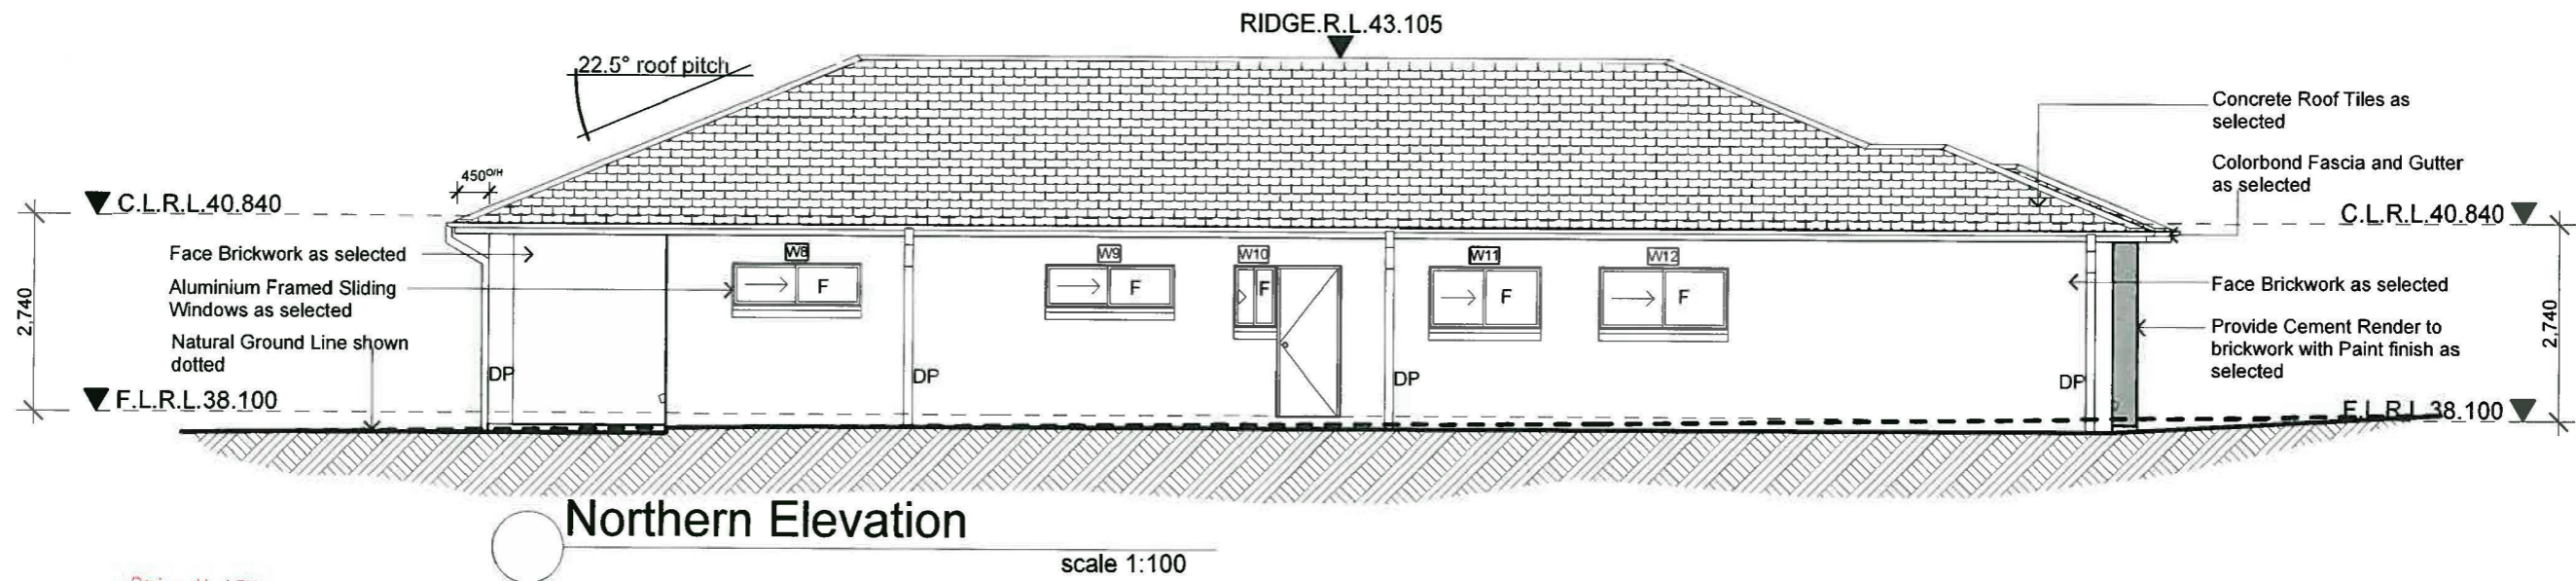 RIDGE.R.L.43.105
22.5° roof pitch
450O/H
C.L.R.L.40.840
2,740
Face Brickwork as selected
Aluminium Framed Sliding
Windows as selected
Natural Ground Line shown
dotted
F.L.R.L.38.100
W8
F
W9
F
W10
F
W11
F
W12
F
DP
DP
DP
DP
Concrete Roof Tiles as
selected
Colorbond Fascia and Gutter
as selected
C.L.R.L.40.840
Face Brickwork as selected
2,740
Provide Cement Render to
brickwork with Paint finish as
selected
F.L.R.L.38.100
Northern Elevation
scale 1:100